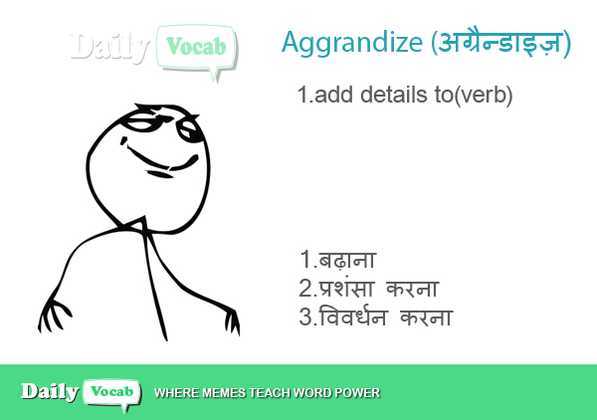 Daily Vocab
Aggrandize (अग्रैन्डाइज़)
1.add details to(verb)
1.बढ़ाना
2.प्रशंसा करना
3.विवर्धन करना
Daily Vocab WHERE MEMES TEACH WORD POWER